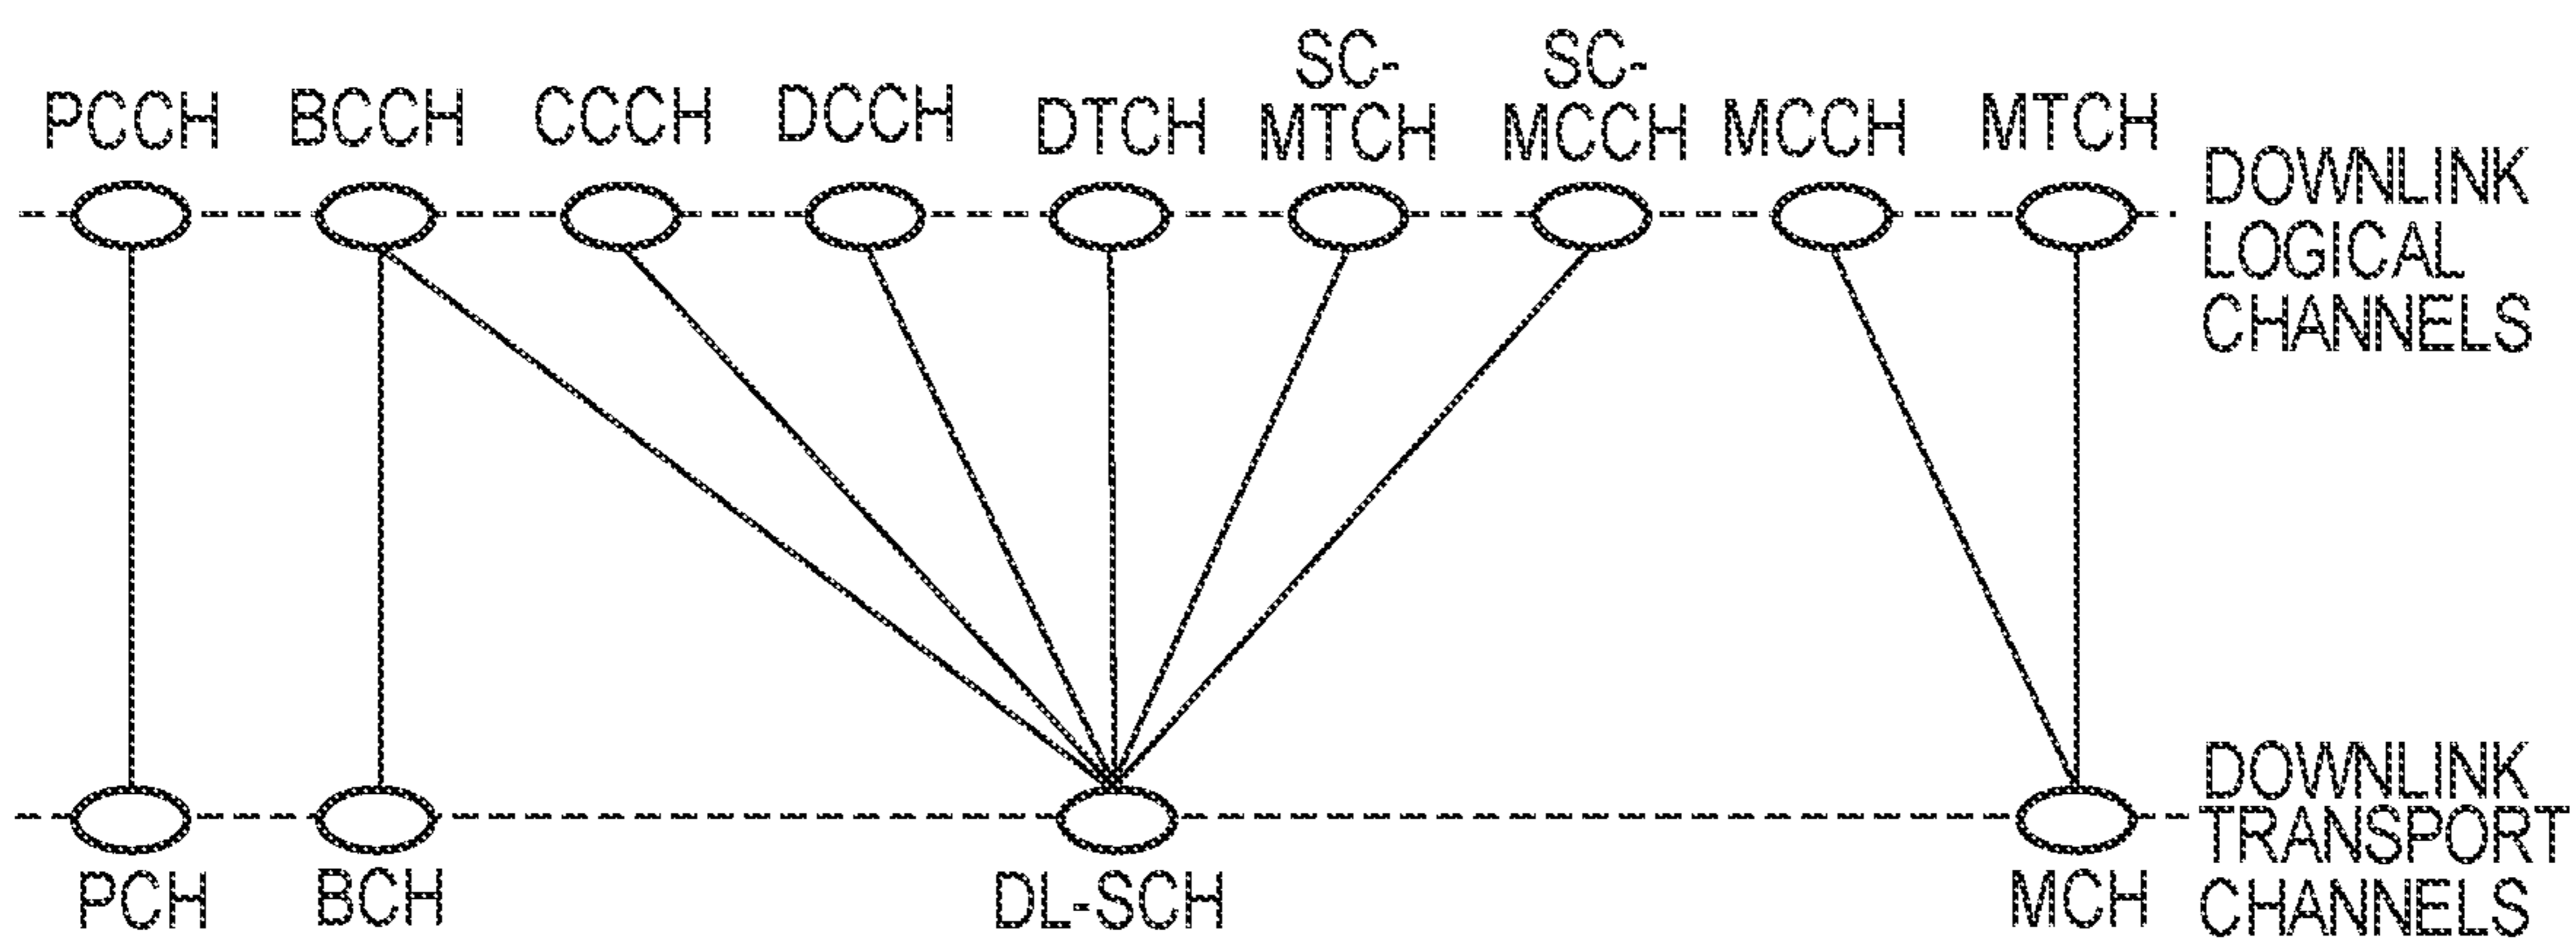 PCCH
BCCH
CCCH
DCCH
DTCH
SC-
MTCH
SC-
MCCH
MCCH
MTCH
DOWNLINK
LOGICAL
CHANNELS
PCH
BCH
DL-SCH
MCH
DOWNLINK
TRANSPORT
CHANNELS